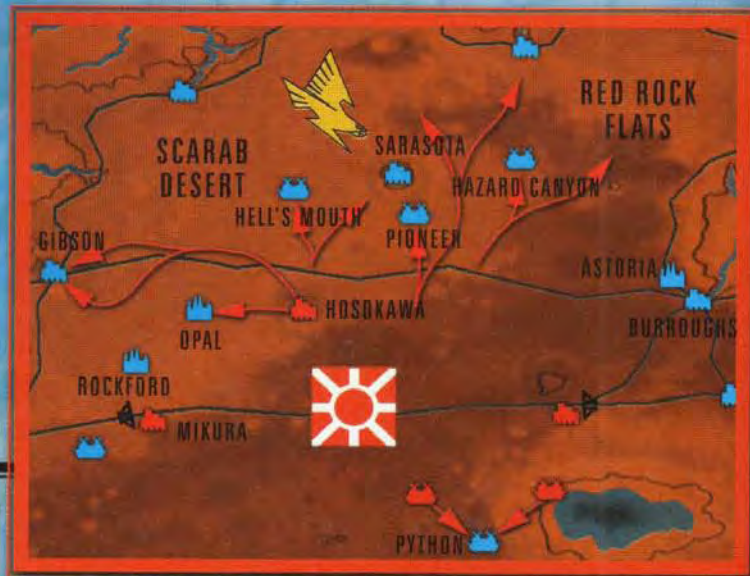 RED ROCK
FLATS
SCARAB
DESERT
SARASOTA
HAZARD CANYON
HELL'S MOUTH
PIONEER
GIBSON
ASTORIA
HOSOKAWA
BURROUGHS
OPAL
ROCKFORD
MIKURA
PYTHON